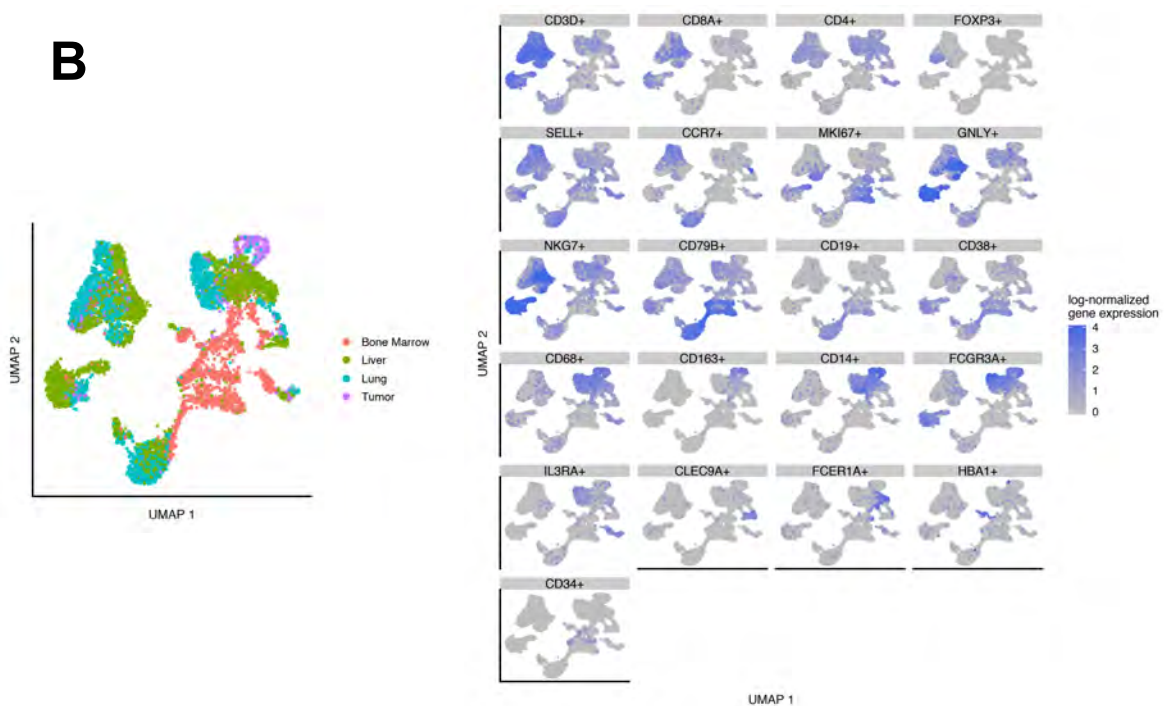 B
CD3D+ CD8A+ CD4+ FOXP3+
SELL+ CCR7+ MKI67+ GNLY+
NKG7+ CD79B+ CD19+ CD38+
CD68+ CD163+ CD14+ FCGR3A+
IL3RA+ CLEC9A+ FCER1A+ HBA1+
CD34+
UMAP 2
UMAP 1
Bone Marrow
Liver
Lung
Tumor
UMAP 2
UMAP 1
log-normalized
gene expression
4
3
2
1
0